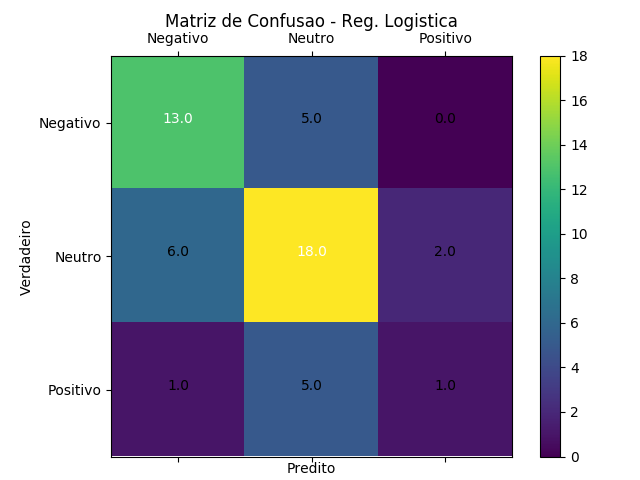 Matriz de Confusao - Reg. Logistica
Negativo Neutro Positivo
Negativo 13.0 5.0 0.0
Neutro 6.0 18.0 2.0
Positivo 1.0 5.0 1.0
Verdadeiro
Predito
18
16
14
12
10
8
6
4
2
0